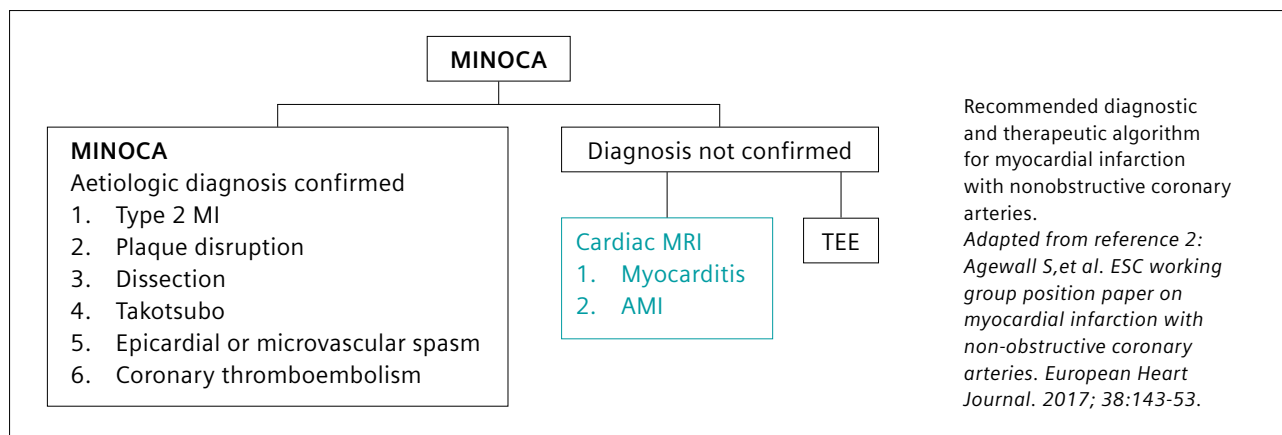 MINOCA
MINOCA
Aetiologic diagnosis confirmed
1. Type 2 MI
2. Plaque disruption
3. Dissection
4. Takotsubo
5. Epicardial or microvascular spasm
6. Coronary thromboembolism
Diagnosis not confirmed
Cardiac MRI
1. Myocarditis
2. AMI
TEE
Recommended diagnostic
and therapeutic algorithm
for myocardial infarction
with nonobstructive coronary
arteries.
Adapted from reference 2:
Agewall S,et al. ESC working
group position paper on
myocardial infarction with
non-obstructive coronary
arteries. European Heart
Journal. 2017; 38:143-53.